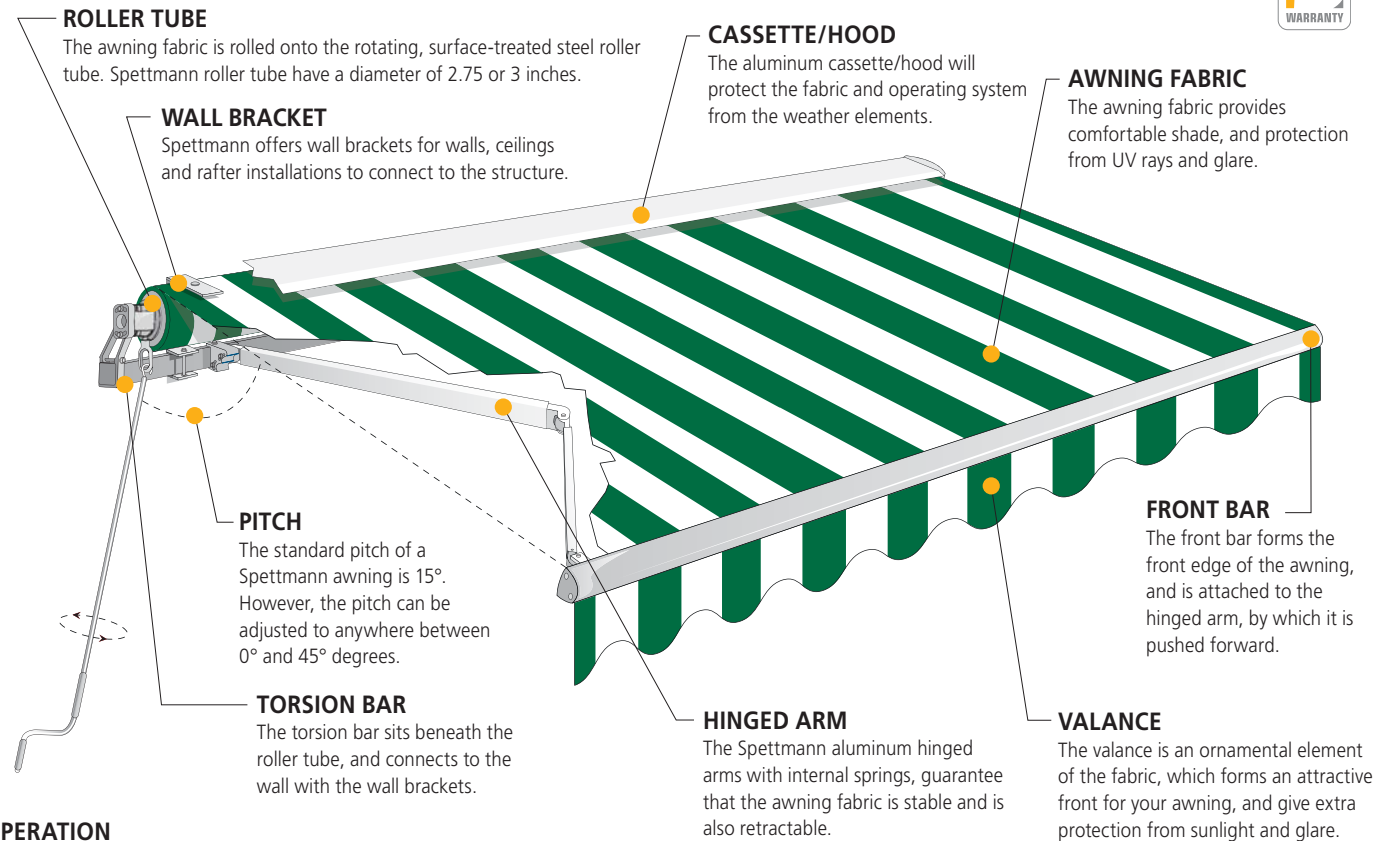 ROLLER TUBE
The awning fabric is rolled onto the rotating, surface-treated steel roller
tube. Spettmann roller tube have a diameter of 2.75 or 3 inches.
WALL BRACKET
Spettmann offers wall brackets for walls, ceilings
and rafter installations to connect to the structure.
CASSETTE/HOOD
The aluminum cassette/hood will
protect the fabric and operating system
from the weather elements.
WARRANTY
AWNING FABRIC
The awning fabric provides
comfortable shade, and protection
from UV rays and glare.
PITCH
The standard pitch of a
Spettmann awning is 15°.
However, the pitch can be
adjusted to anywhere between
0° and 45° degrees.
TORSION BAR
The torsion bar sits beneath the
roller tube, and connects to the
wall with the wall brackets.
HINGED ARM
The Spettmann aluminum hinged
arms with internal springs, guarantee
that the awning fabric is stable and is
also retractable.
FRONT BAR
The front bar forms the
front edge of the awning,
and is attached to the
hinged arm, by which it is
pushed forward.
VALANCE
The valance is an ornamental element
of the fabric, which forms an attractive
front for your awning, and give extra
protection from sunlight and glare.
PERATION